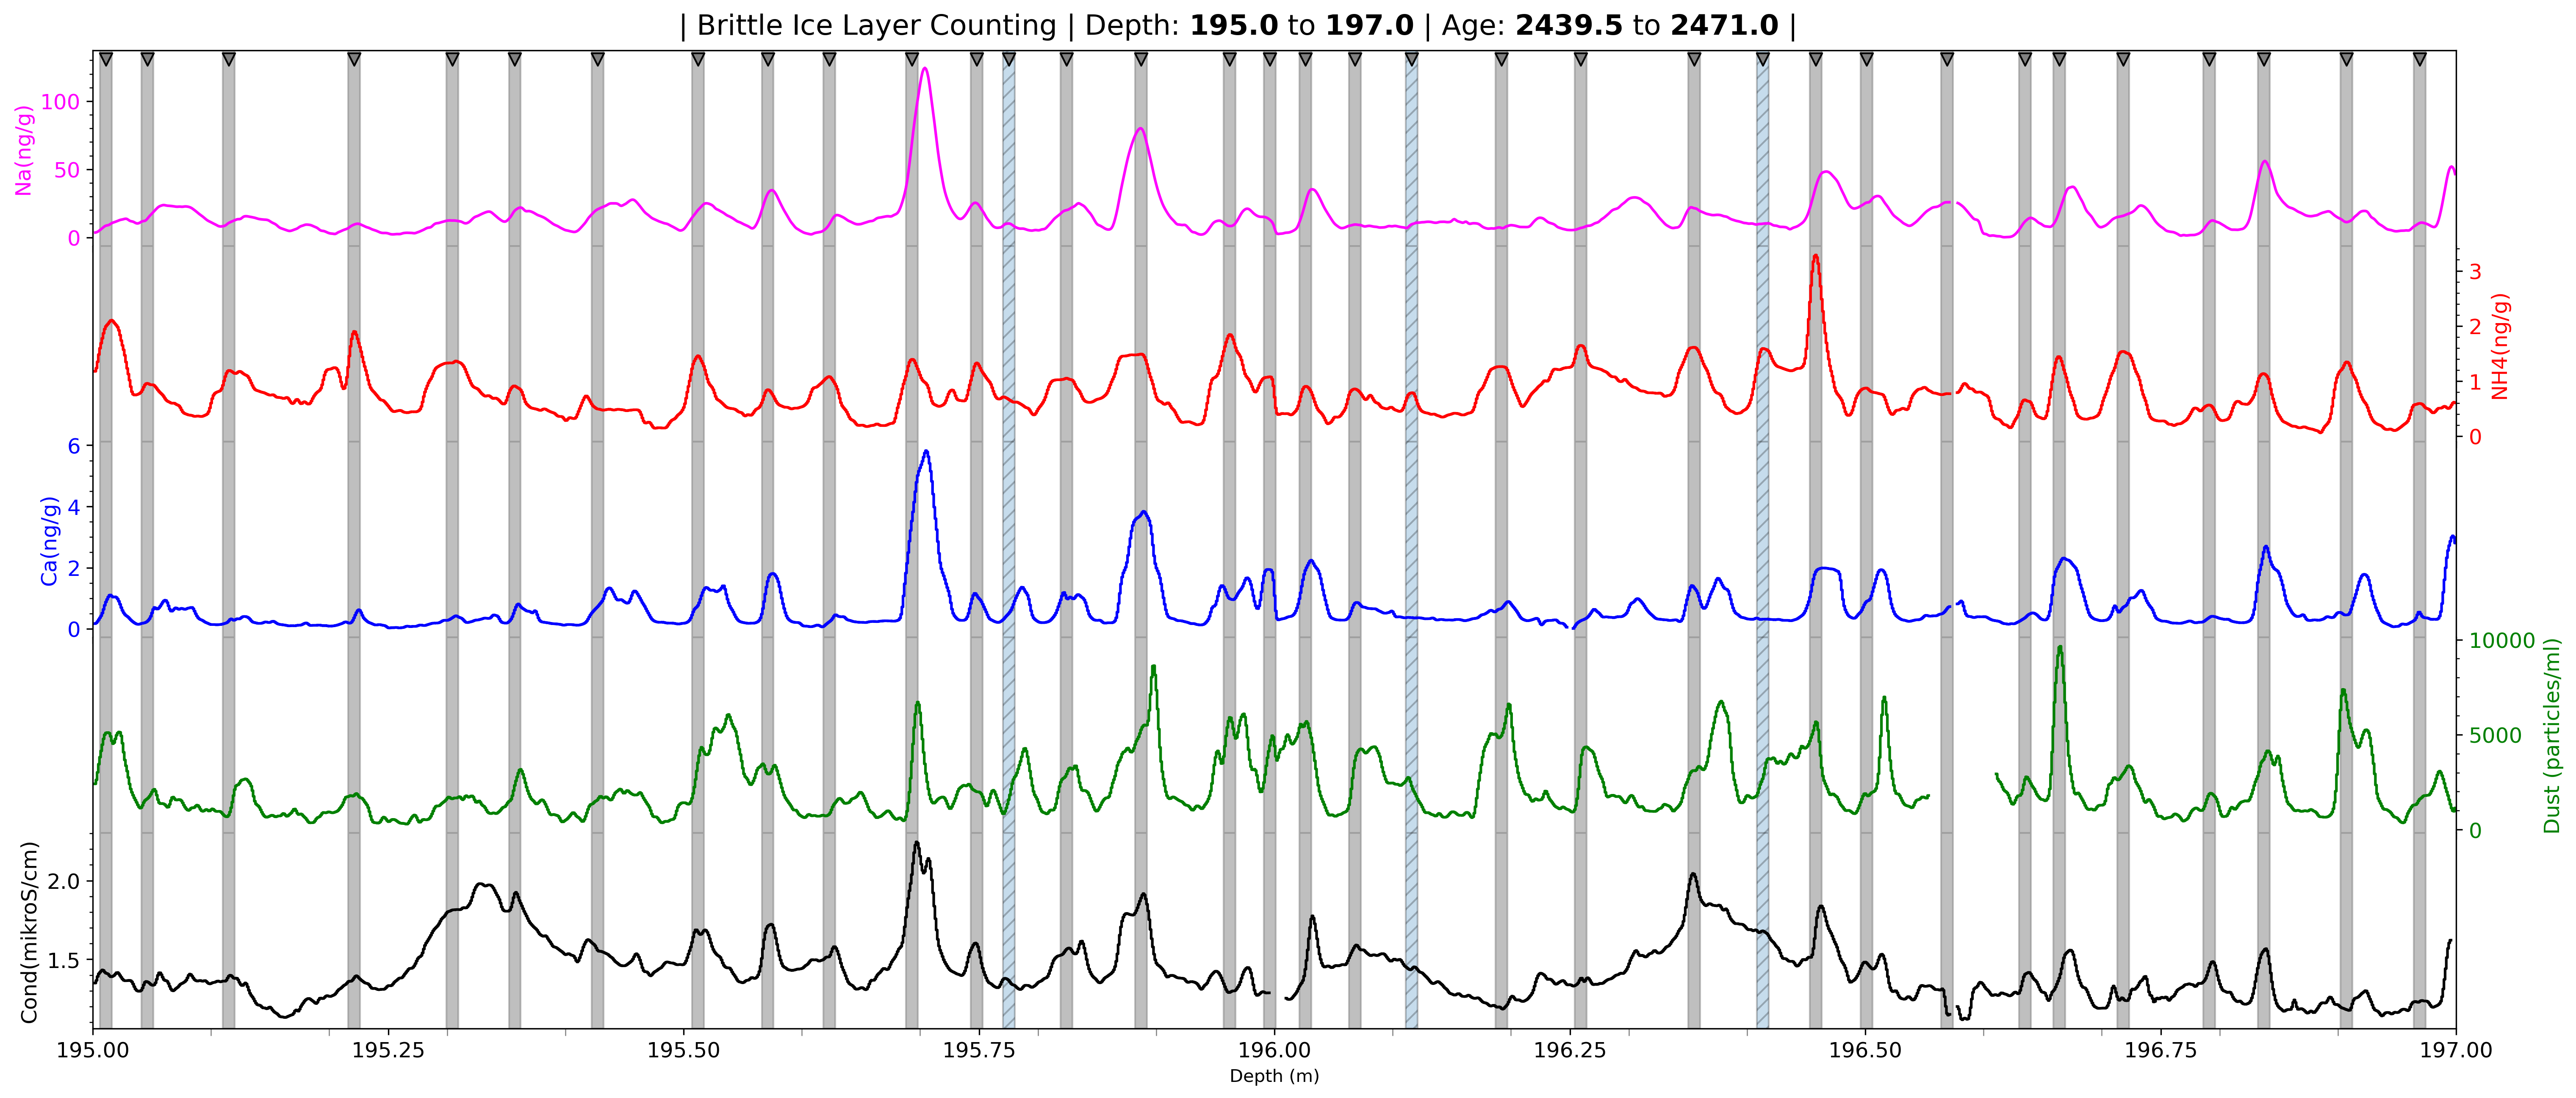 | Brittle Ice Layer Counting | Depth: 195.0 to 197.0 | Age: 2439.5 to 2471.0 |
Na(ng/g)
100
50
0
3
2
1
0
NH4(ng/g)
Ca(ng/g)
6
4
2
0
10000
5000
0
Dust (particles/ml)
Cond(mikroS/cm)
2.0
1.5
195.00 195.25 195.50 195.75 196.00 196.25 196.50 196.75 197.00
Depth (m)